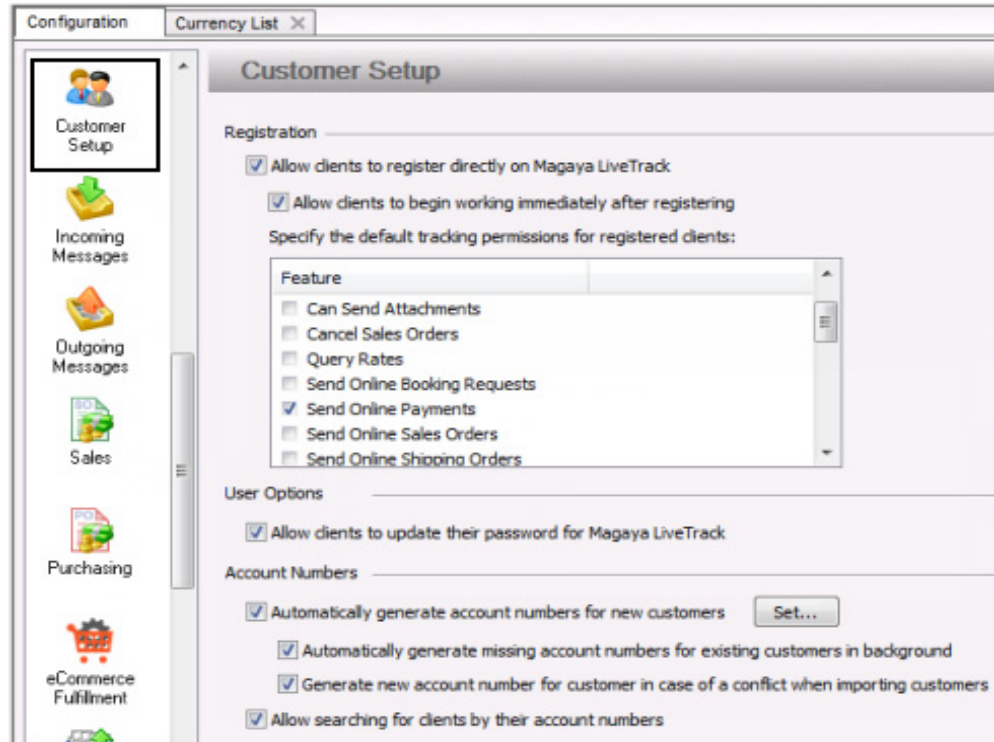 Configuration
Currency List
Customer Setup
Incoming Messages
Outgoing Messages
Sales
Purchasing
eCommerce Fulfillment
Customer Setup
Registration
Allow clients to register directly on Magaya LiveTrack
Allow clients to begin working immediately after registering
Specify the default tracking permissions for registered clients:
Feature
Can Send Attachments
Cancel Sales Orders
Query Rates
Send Online Booking Requests
Send Online Payments
Send Online Sales Orders
Send Online Shipping Orders
User Options
Allow clients to update their password for Magaya LiveTrack
Account Numbers
Automatically generate account numbers for new customers
Set...
Automatically generate missing account numbers for existing customers in background
Generate new account number for customer in case of a conflict when importing customers
Allow searching for clients by their account numbers